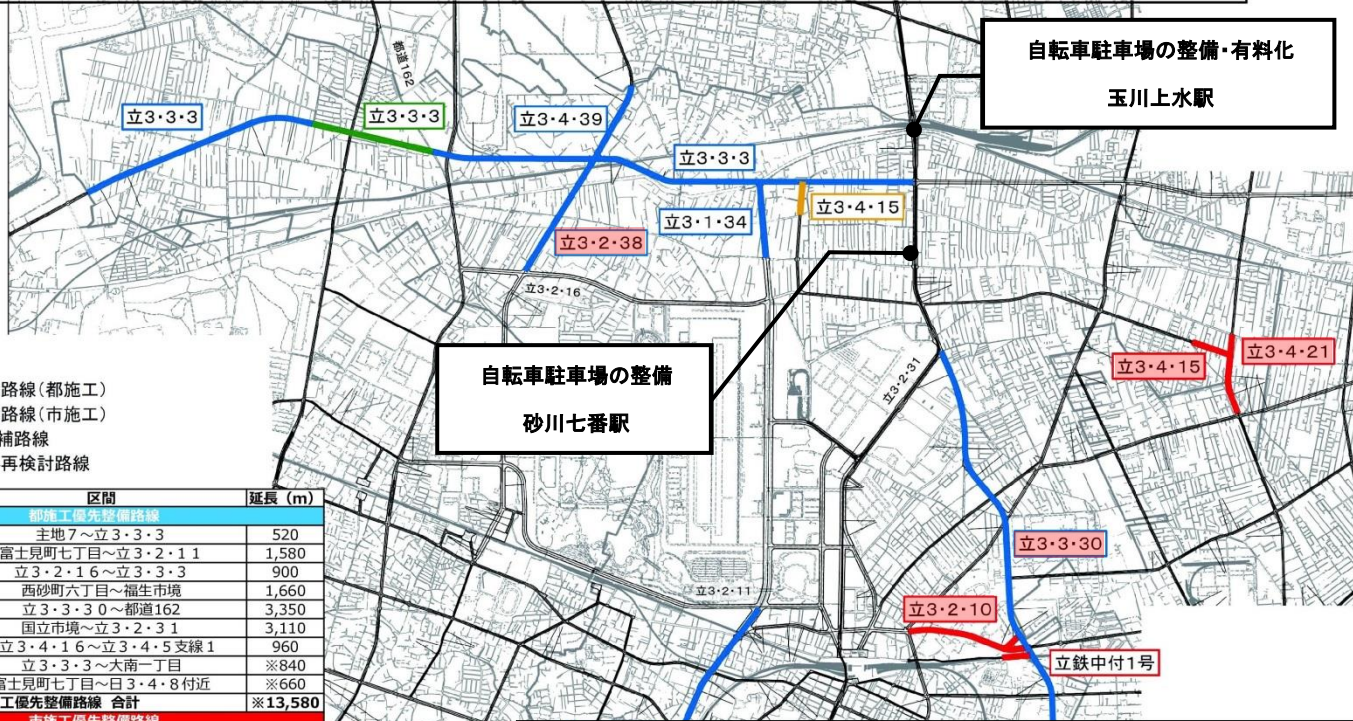 自転車駐車場の整備・有料化
玉川上水駅
都道162
立3・3・3
立3・3・3
立3・4・39
立3・3・3
立3・4・15
立3・1・34
立3・2・38
立3・2・16
自転車駐車場の整備
砂川七番駅
立3・2・31
立3・4・15
立3・4・21
立3・3・30
立3・2・11
立3・2・10
立鉄中付1号
路線(都施工)
路線(市施工)
補路線
再検討路線
区間 延長(m)
都施工優先整備路線
主地7~立3・3・3 520
富士見町七丁目~立3・2・11 1,580
立3・2・16~立3・3・3 900
西砂町六丁目~福生市境 1,660
立3・3・30~都道162 3,350
国立市境~立3・2・31 3,110
立3・4・16~立3・4・5支線1 960
立3・3・3~大南一丁目 ※840
富士見町七丁目~日3・4・8付近 ※660
工優先整備路線 合計 ※13,580
市施工優先整備路線